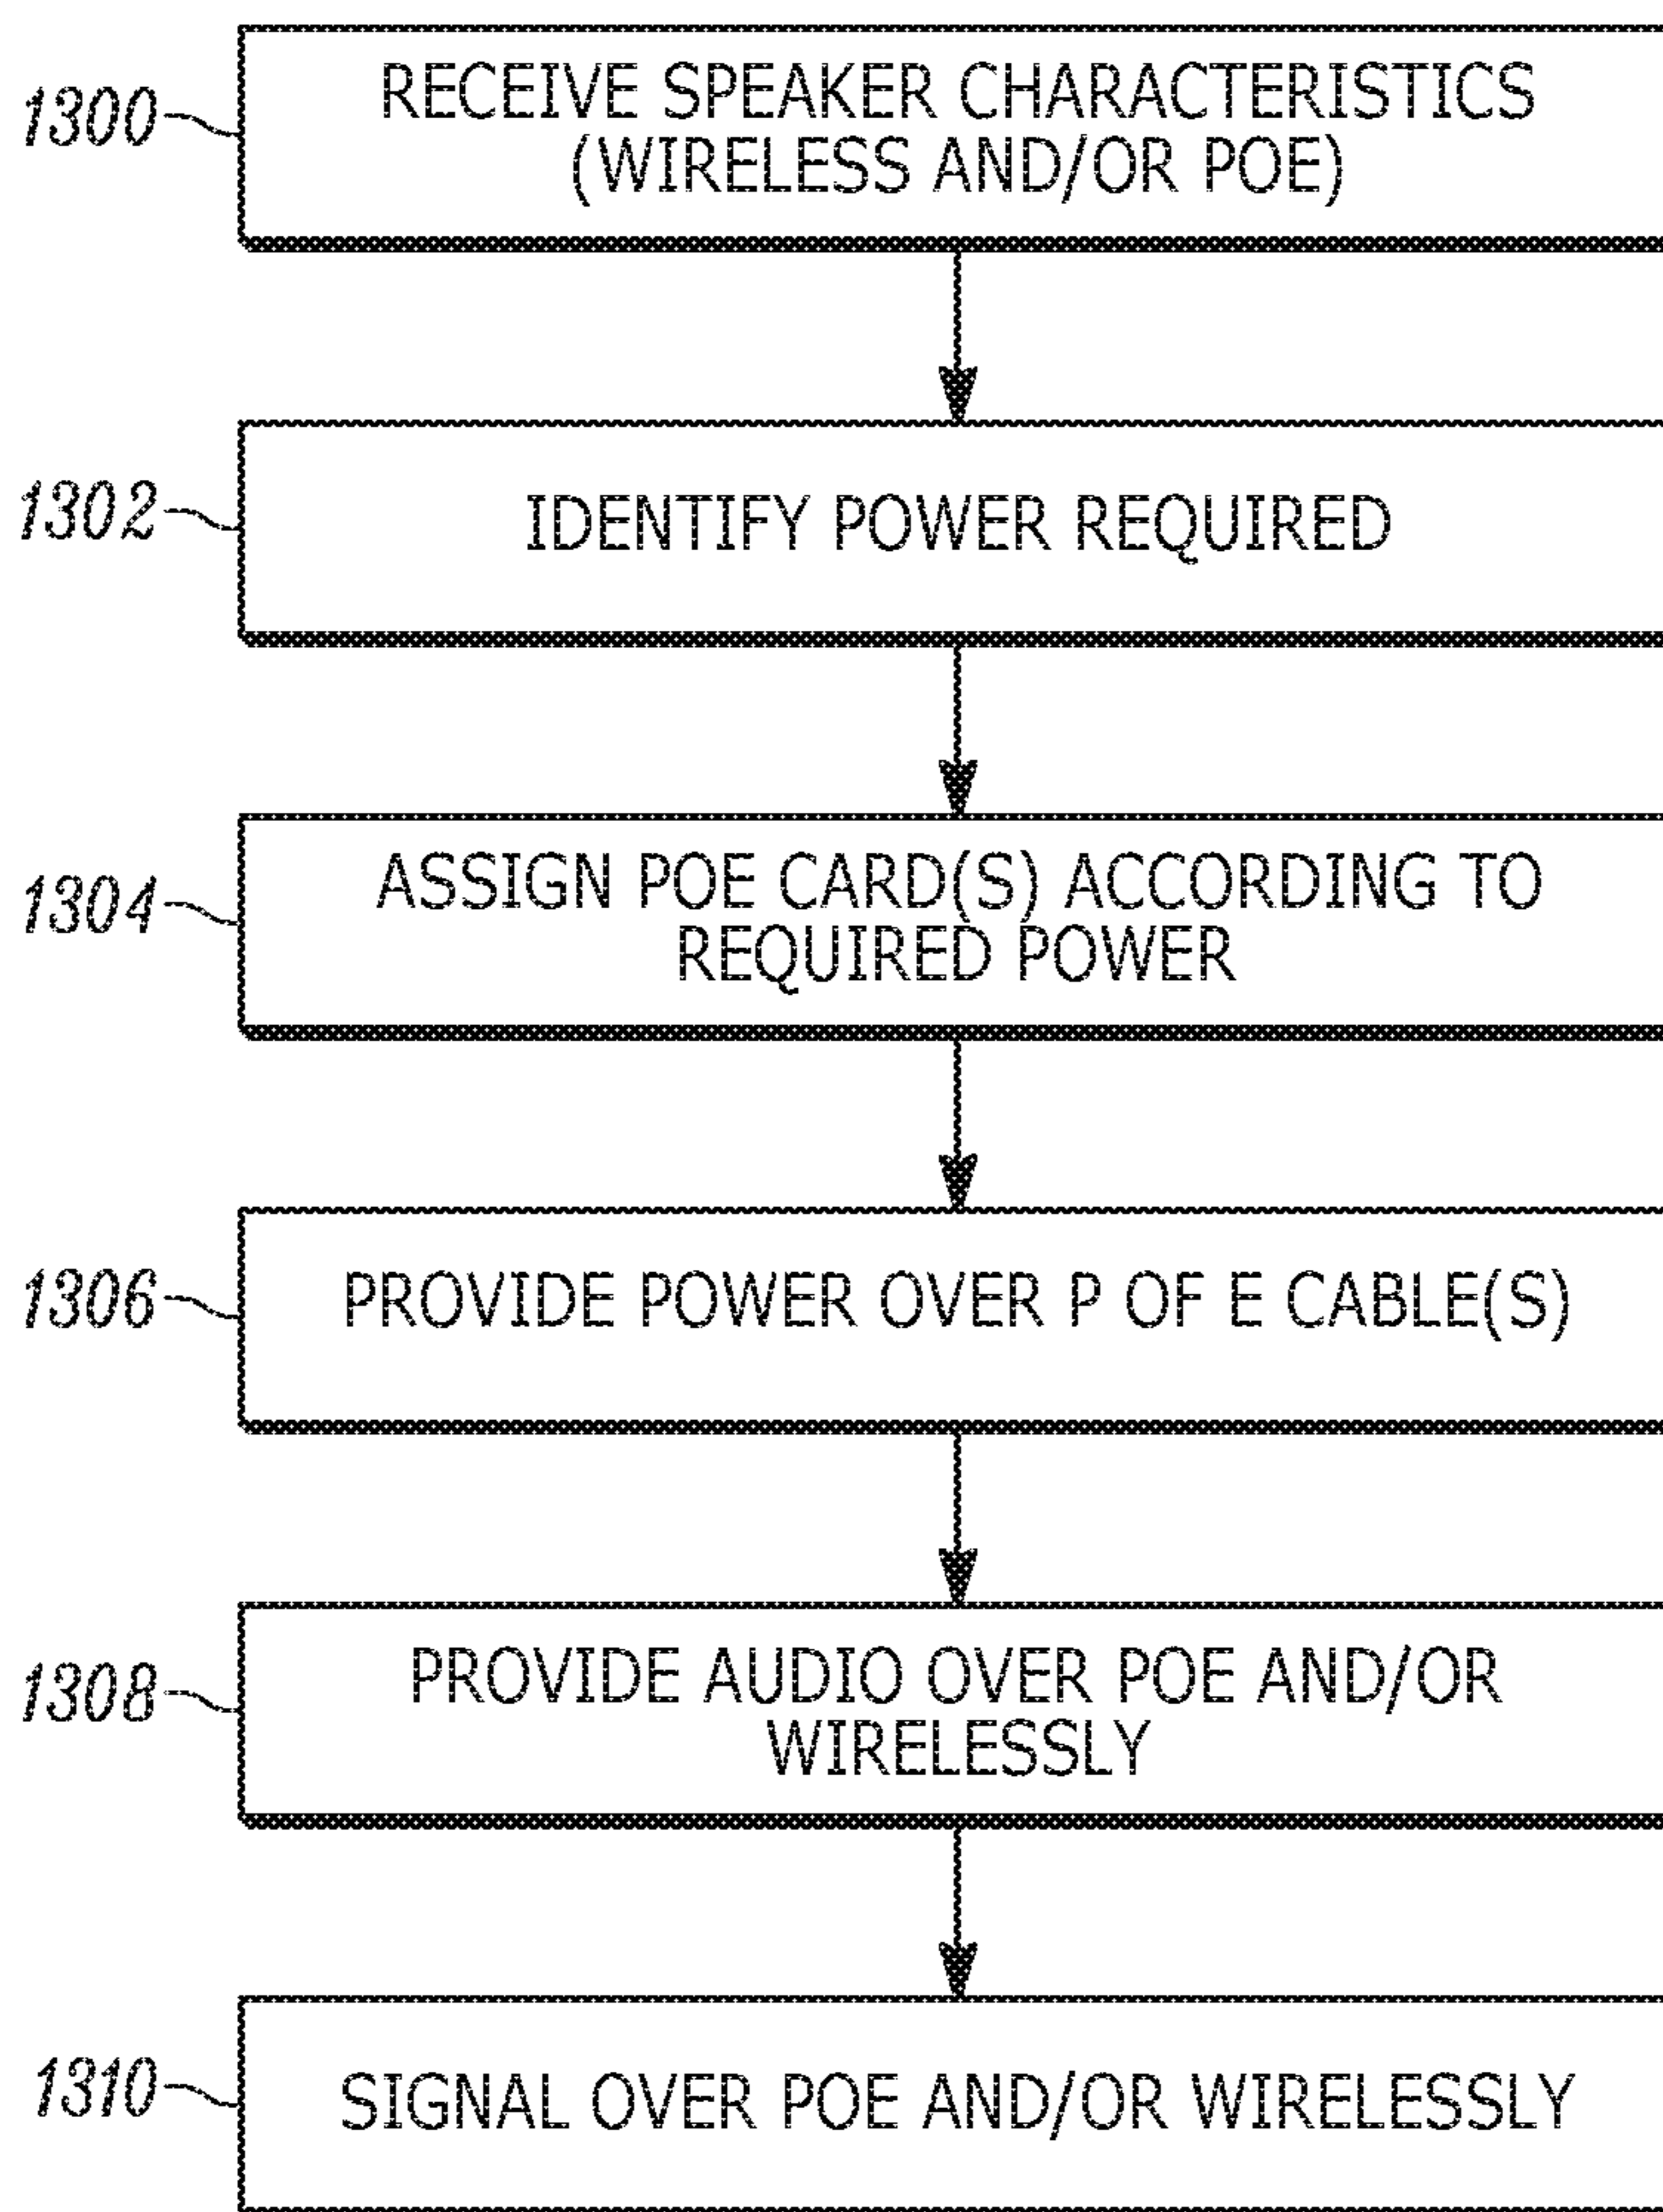 1300
RECEIVE SPEAKER CHARACTERISTICS
(WIRELESS AND/OR POE)
1302
IDENTIFY POWER REQUIRED
1304
ASSIGN POE CARD(S) ACCORDING TO
REQUIRED POWER
1306
PROVIDE POWER OVER P OF E CABLE(S)
1308
PROVIDE AUDIO OVER POE AND/OR
WIRELESSLY
1310
SIGNAL OVER POE AND/OR WIRELESSLY